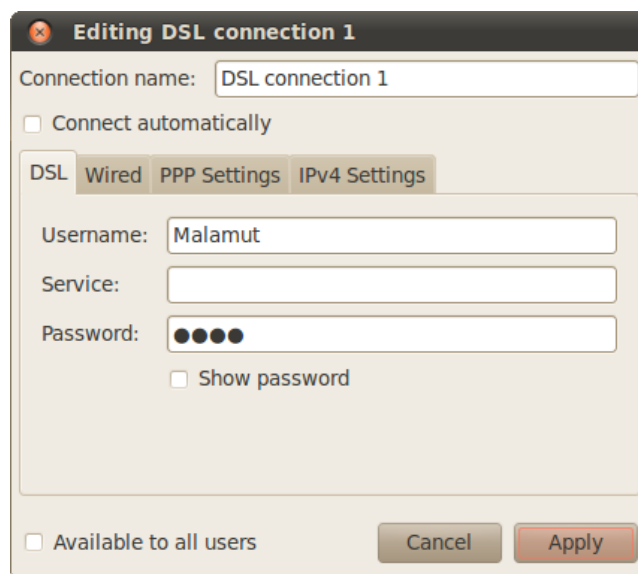 Editing DSL connection 1
Connection name: DSL connection 1
Connect automatically
DSL Wired PPP Settings IPv4 Settings
Username: Malamut
Service:
Password: ●●●●
Show password
Available to all users Cancel Apply